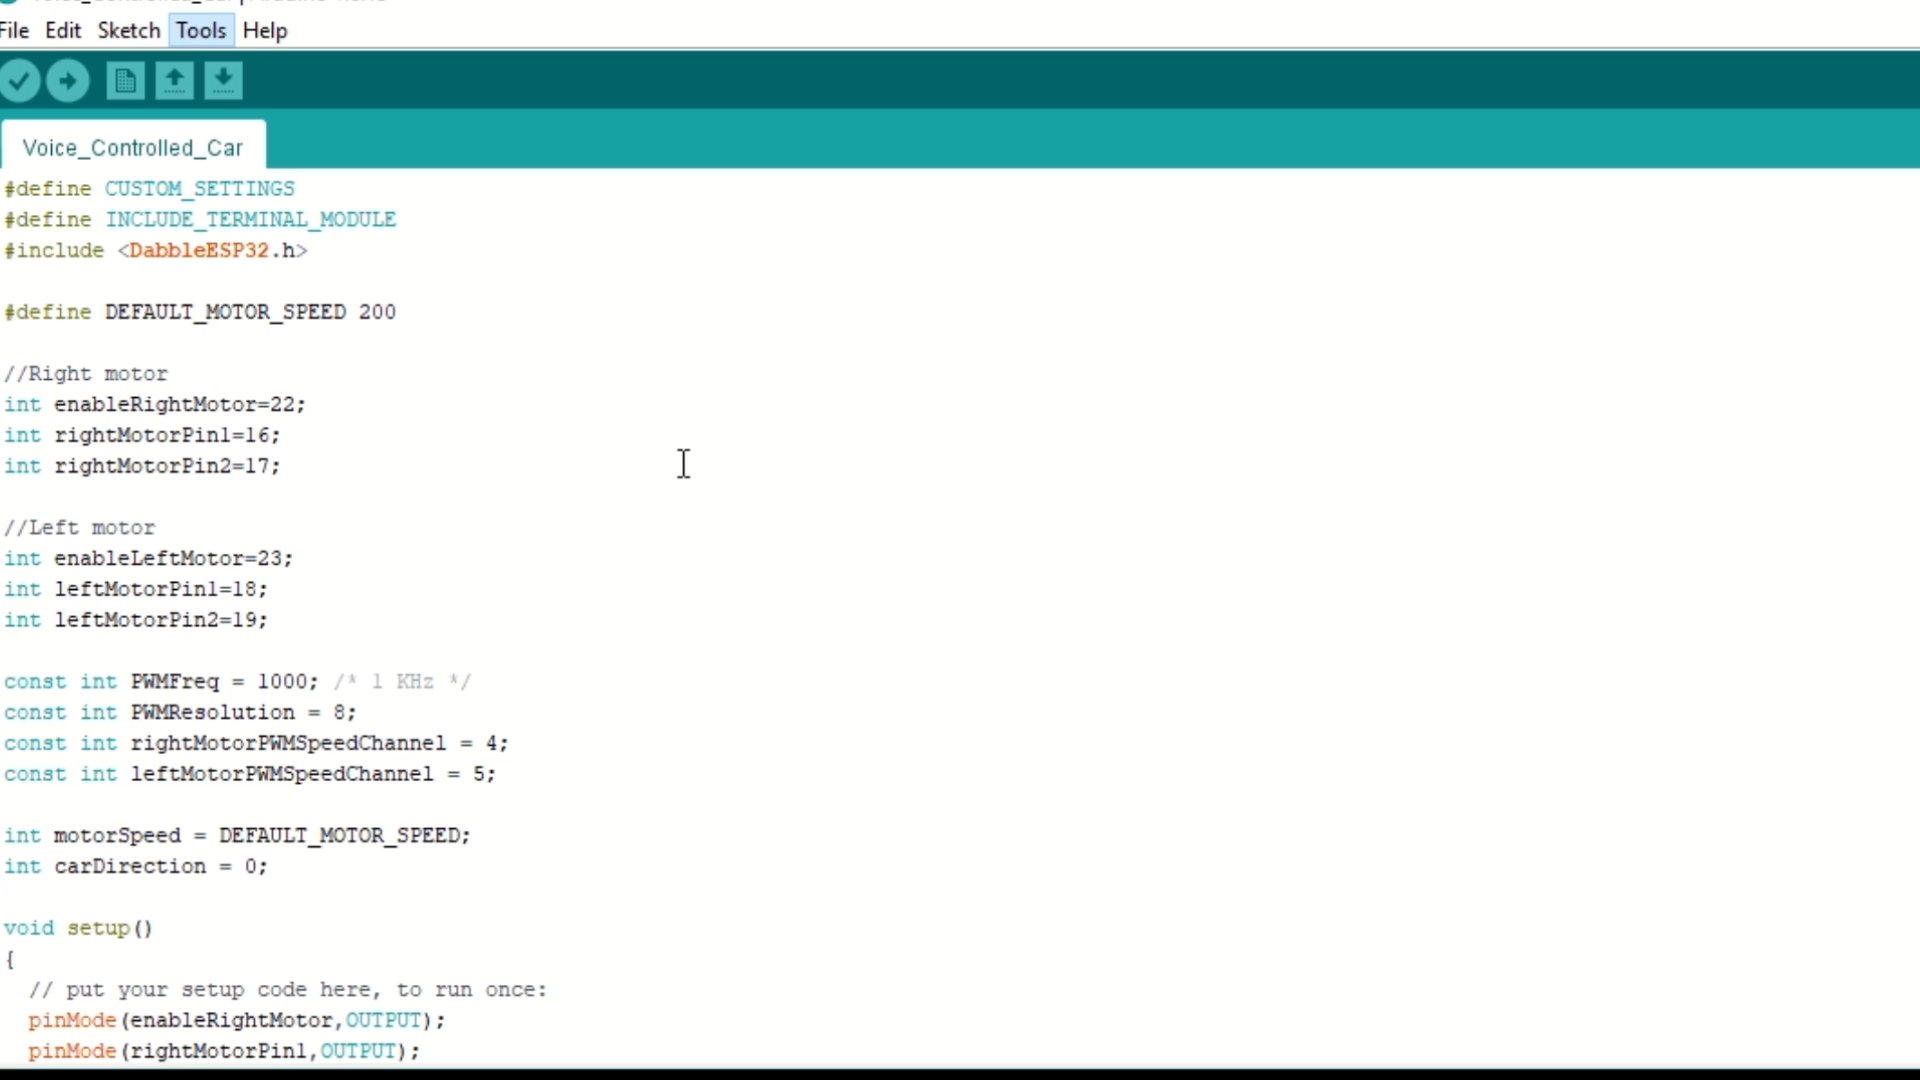 File Edit Sketch Tools Help
Voice_Controlled_Car
#define CUSTOM_SETTINGS
#define INCLUDE_TERMINAL_MODULE
#include <DabbleESP32.h>
#define DEFAULT_MOTOR_SPEED 200
//Right motor
int enableRightMotor=22;
int rightMotorPin1=16;
int rightMotorPin2=17;
//Left motor
int enableLeftMotor=23;
int leftMotorPin1=18;
int leftMotorPin2=19;
const int PWMFreq = 1000; /* 1 KHz */
const int PWMResolution = 8;
const int rightMotorPWMSpeedChannel = 4;
const int leftMotorPWMSpeedChannel = 5;
int motorSpeed = DEFAULT_MOTOR_SPEED;
int carDirection = 0;
void setup()
{
  // put your setup code here, to run once:
  pinMode(enableRightMotor,OUTPUT);
  pinMode(rightMotorPin1,OUTPUT);